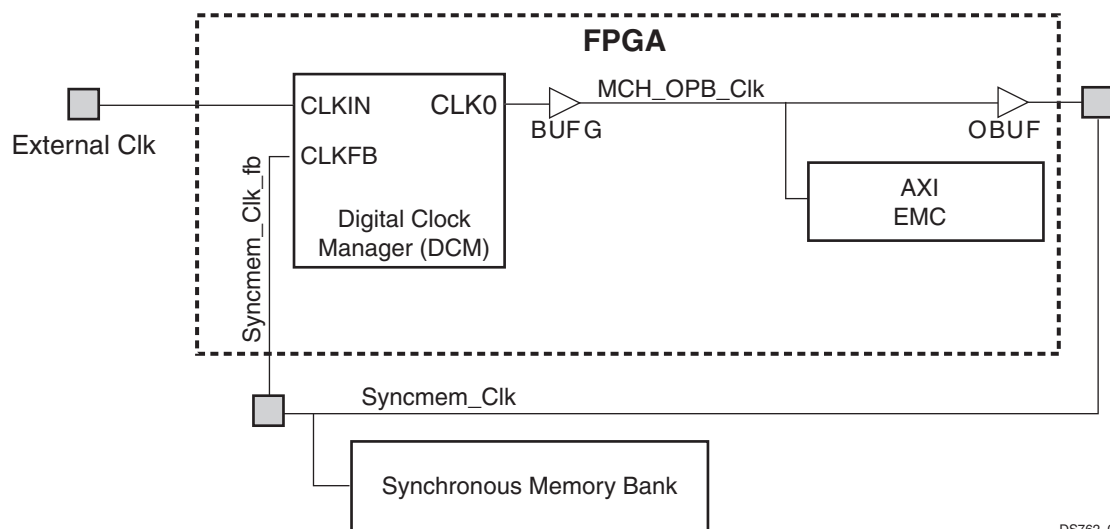 FPGA
External Clk
CLKIN
CLK0
CLKFB
Digital Clock
Manager (DCM)
BUFG
MCH_OPB_Clk
OBUF
AXI
EMC
Syncmem_Clk_fb
Syncmem_Clk
Synchronous Memory Bank